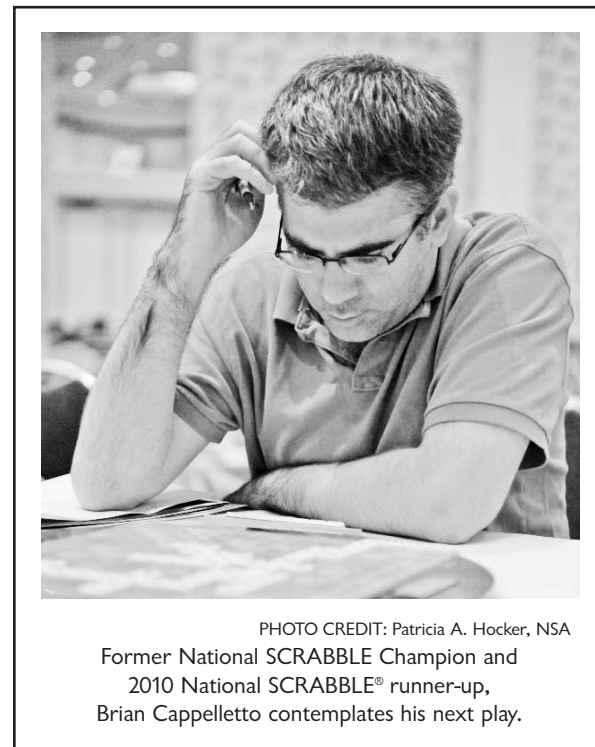 PHOTO CREDIT: Patricia A. Hocker, NSA
Former National SCRABBLE Champion and
2010 National SCRABBLE® runner-up,
Brian Cappelletto contemplates his next play.